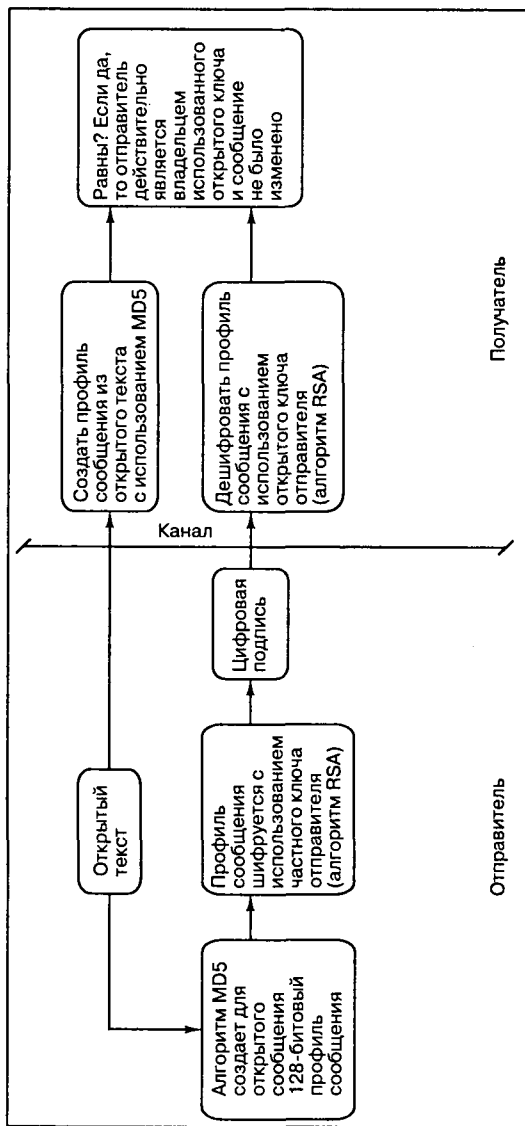 Открытый
текст
Алгоритм MD5
создает для
открытого
сообщения
128-битовый
профиль
сообщения
Профиль
сообщения
шифруется с
использованием
частного ключа
отправителя
(алгоритм RSA)
Цифровая
подпись
Отправитель
Канал
Создать профиль
сообщения из
открытого текста
с использованием MD5
Дешифровать профиль
сообщения с
использованием
открытого ключа
отправителя
(алгоритм RSA)
Равны? Если да,
то отправитель
действительно
является
владельцем
использованного
открытого ключа
и сообщение
не было
изменено
Получатель